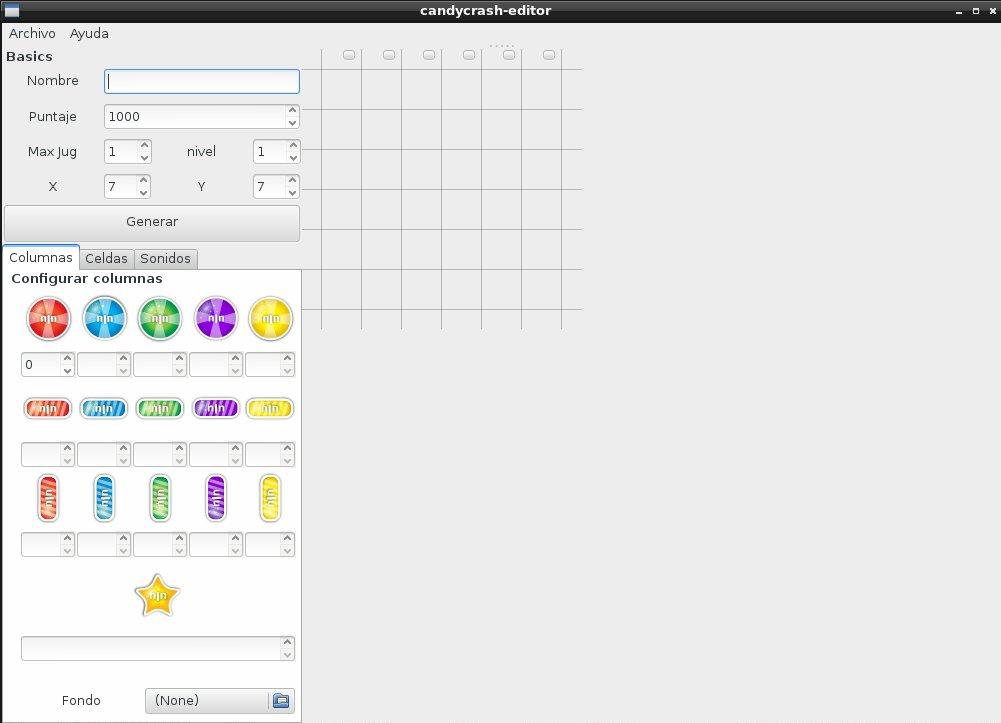 candycrash-editor
Archivo Ayuda
Basics
Nombre
Puntaje 1000
Max Jug 1 nivel 1
X 7 Y 7
Generar
Columnas Celdas Sonidos
Configurar columnas
n|n n|n n|n n|n n|n
0
n|n n|n n|n n|n n|n
n|n n|n n|n n|n n|n
n|n
Fondo (None)